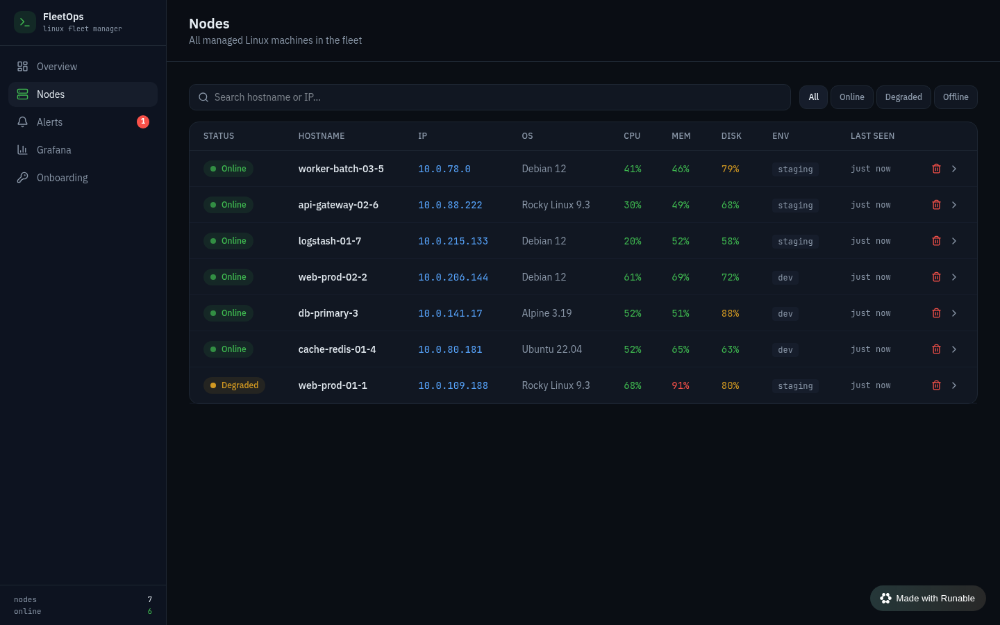 FleetOps
linux fleet manager
Overview
Nodes
Alerts 1
Grafana
Onboarding
nodes 7
online 6
Nodes
All managed Linux machines in the fleet
Search hostname or IP...
All Online Degraded Offline
STATUS HOSTNAME IP OS CPU MEM DISK ENV LAST SEEN
Online worker-batch-03-5 10.0.78.0 Debian 12 41% 46% 79% staging just now
Online api-gateway-02-6 10.0.88.222 Rocky Linux 9.3 30% 49% 68% staging just now
Online logstash-01-7 10.0.215.133 Debian 12 20% 52% 58% staging just now
Online web-prod-02-2 10.0.206.144 Debian 12 61% 69% 72% dev just now
Online db-primary-3 10.0.141.17 Alpine 3.19 52% 51% 88% dev just now
Online cache-redis-01-4 10.0.80.181 Ubuntu 22.04 52% 65% 63% dev just now
Degraded web-prod-01-1 10.0.109.188 Rocky Linux 9.3 68% 91% 80% staging just now
Made with Runable